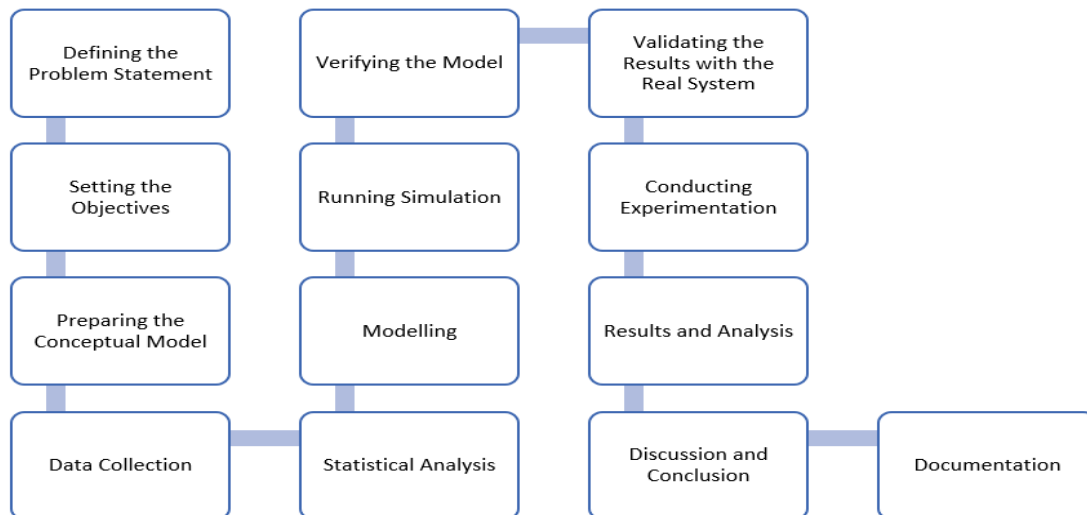 Defining the
Problem Statement
Setting the
Objectives
Preparing the
Conceptual Model
Data Collection
Statistical Analysis
Modelling
Running Simulation
Verifying the Model
Validating the
Results with the
Real System
Conducting
Experimentation
Results and Analysis
Discussion and
Conclusion
Documentation